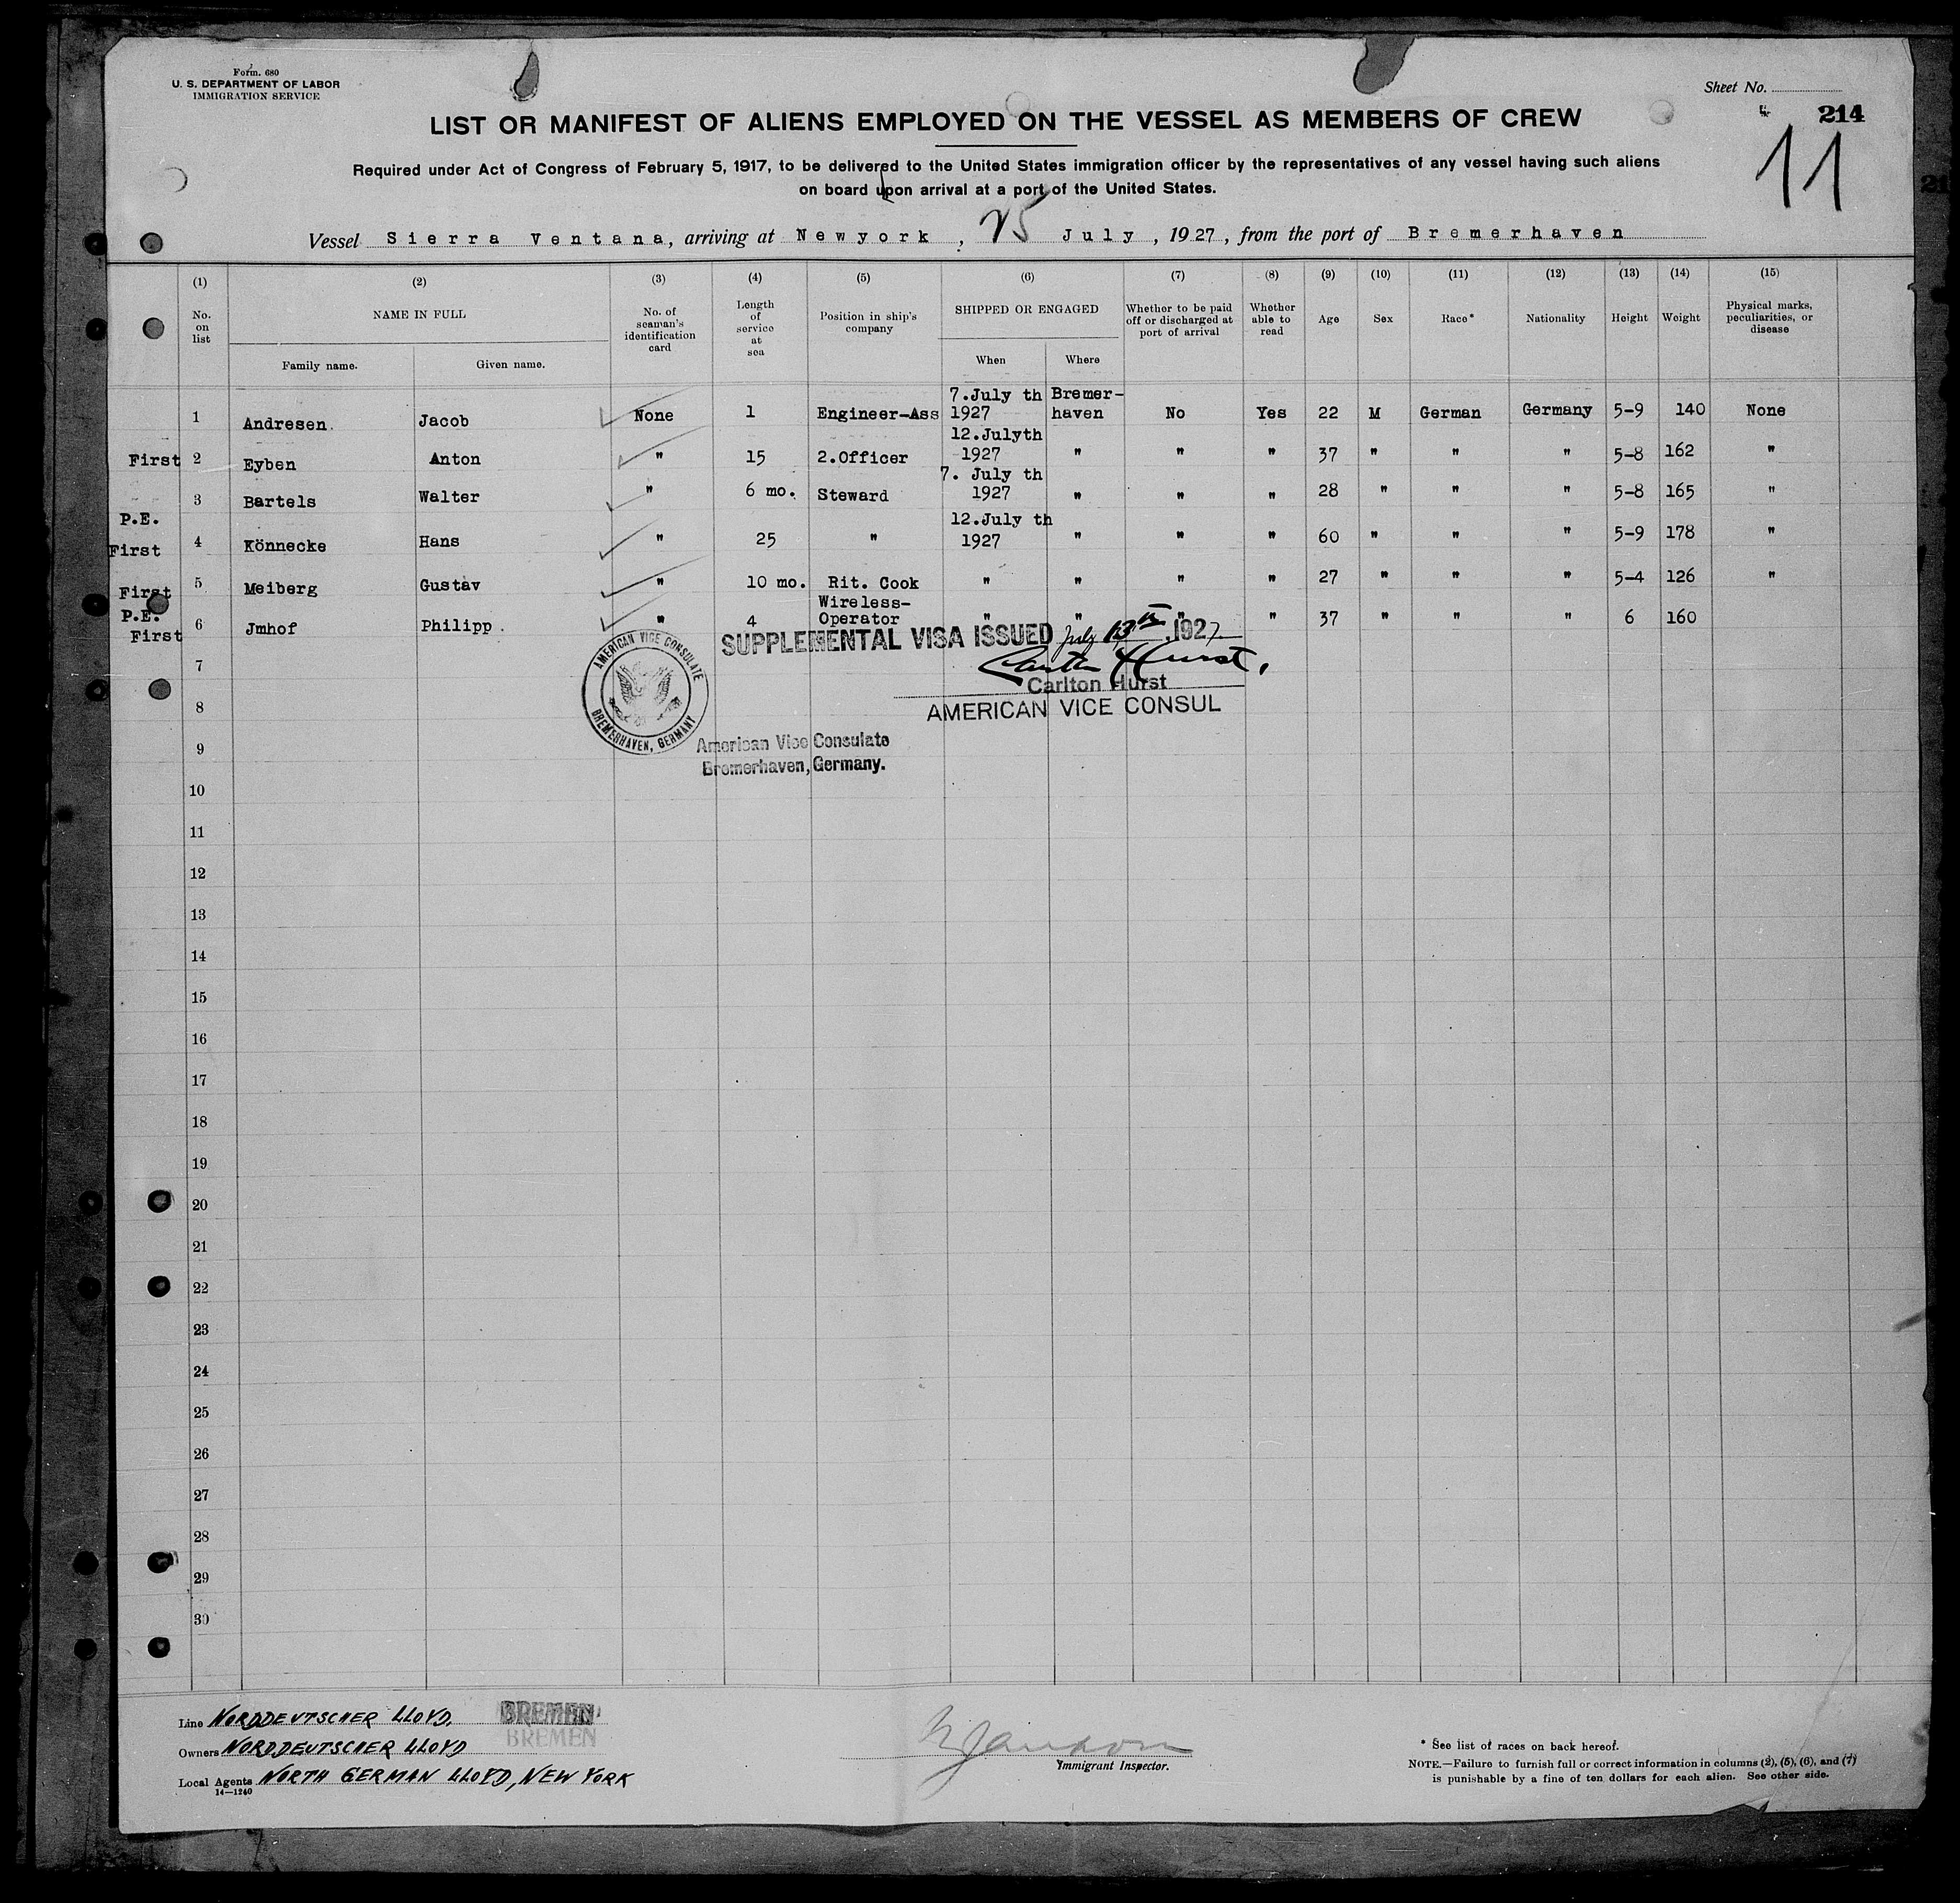 Form. 680
U. S. DEPARTMENT OF LABOR
IMMIGRATION SERVICE
Sheet No.
214
11
LIST OR MANIFEST OF ALIENS EMPLOYED ON THE VESSEL AS MEMBERS OF CREW
Required under Act of Congress of February 5, 1917, to be delivered to the United States immigration officer by the representatives of any vessel having such aliens
on board upon arrival at a port of the United States.
Vessel Sierra Ventana, arriving at Newyork, 25 July, 1927, from the port of Bremerhaven
(1) (2) (3) (4) (5) (6) (7) (8) (9) (10) (11) (12) (13) (14) (15)
No. on list
NAME IN FULL
Family name. Given name.
No. of seaman's identification card
Length of service at sea
Position in ship's company
SHIPPED OR ENGAGED
When Where
Whether to be paid off or discharged at port of arrival
Whether able to read
Age
Sex
Race*
Nationality
Height
Weight
Physical marks, peculiarities, or disease
1 Andresen. Jacob None 1 Engineer-Ass 7.July th 1927 Bremer-haven No Yes 22 M German Germany 5-9 140 None
First 2 Eyben Anton " 15 2.Officer 12.Julyth 1927 " " " 37 " " " 5-8 162 "
3 Bartels Walter " 6 mo. Steward 7. July th 1927 " " " 28 " " " 5-8 165 "
P.E.
First 4 Könnecke Hans " 25 " 12.July th 1927 " " " 60 " " " 5-9 178 "
First 5 Meiberg Gustav " 10 mo. Rit. Cook " " " " 27 " " " 5-4 126 "
P.E.
First 6 Jmhof Philipp " 4 Wireless-Operator " " " " 37 " " " 6 160
SUPPLEMENTAL VISA ISSUED July 13th 1927
Carlton Hurst.
Carlton Hurst
AMERICAN VICE CONSUL
AMERICAN VICE CONSULATE
BREMERHAVEN, GERMANY
American Vice Consulate
Bremerhaven, Germany.
7
8
9
10
11
12
13
14
15
16
17
18
19
20
21
22
23
24
25
26
27
28
29
30
Line NORDDEUTSCHER LLOYD, BREMEN
BREMEN
Owners NORDDEUTSCHER LLOYD
Local Agents NORTH GERMAN LLOYD, NEW YORK
14—1240
Immigrant Inspector.
* See list of races on back hereof.
NOTE.—Failure to furnish full or correct information in columns (2), (5), (6), and (7)
is punishable by a fine of ten dollars for each alien. See other side.